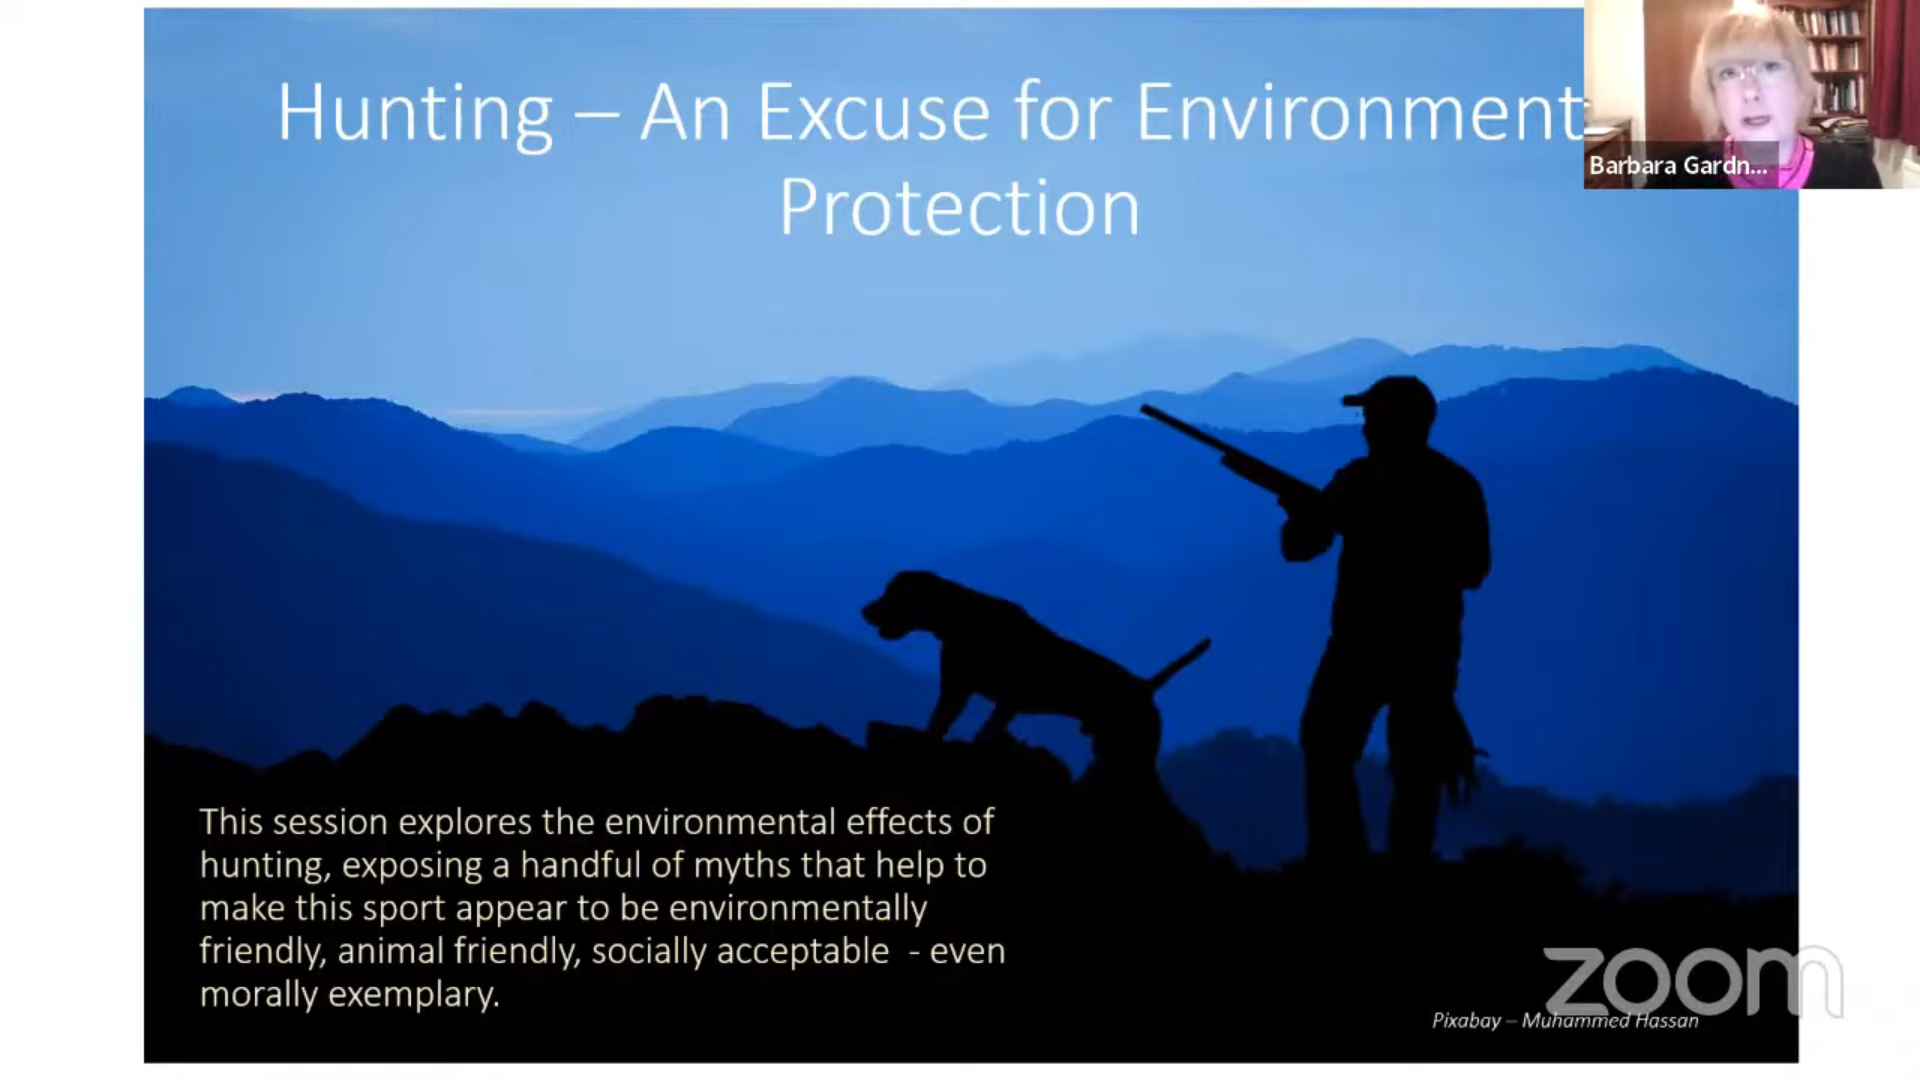 Hunting – An Excuse for Environment
Protection
Barbara Gardn...
This session explores the environmental effects of
hunting, exposing a handful of myths that help to
make this sport appear to be environmentally
friendly, animal friendly, socially acceptable - even
morally exemplary.
zoom
Pixabay – Muhammed Hassan